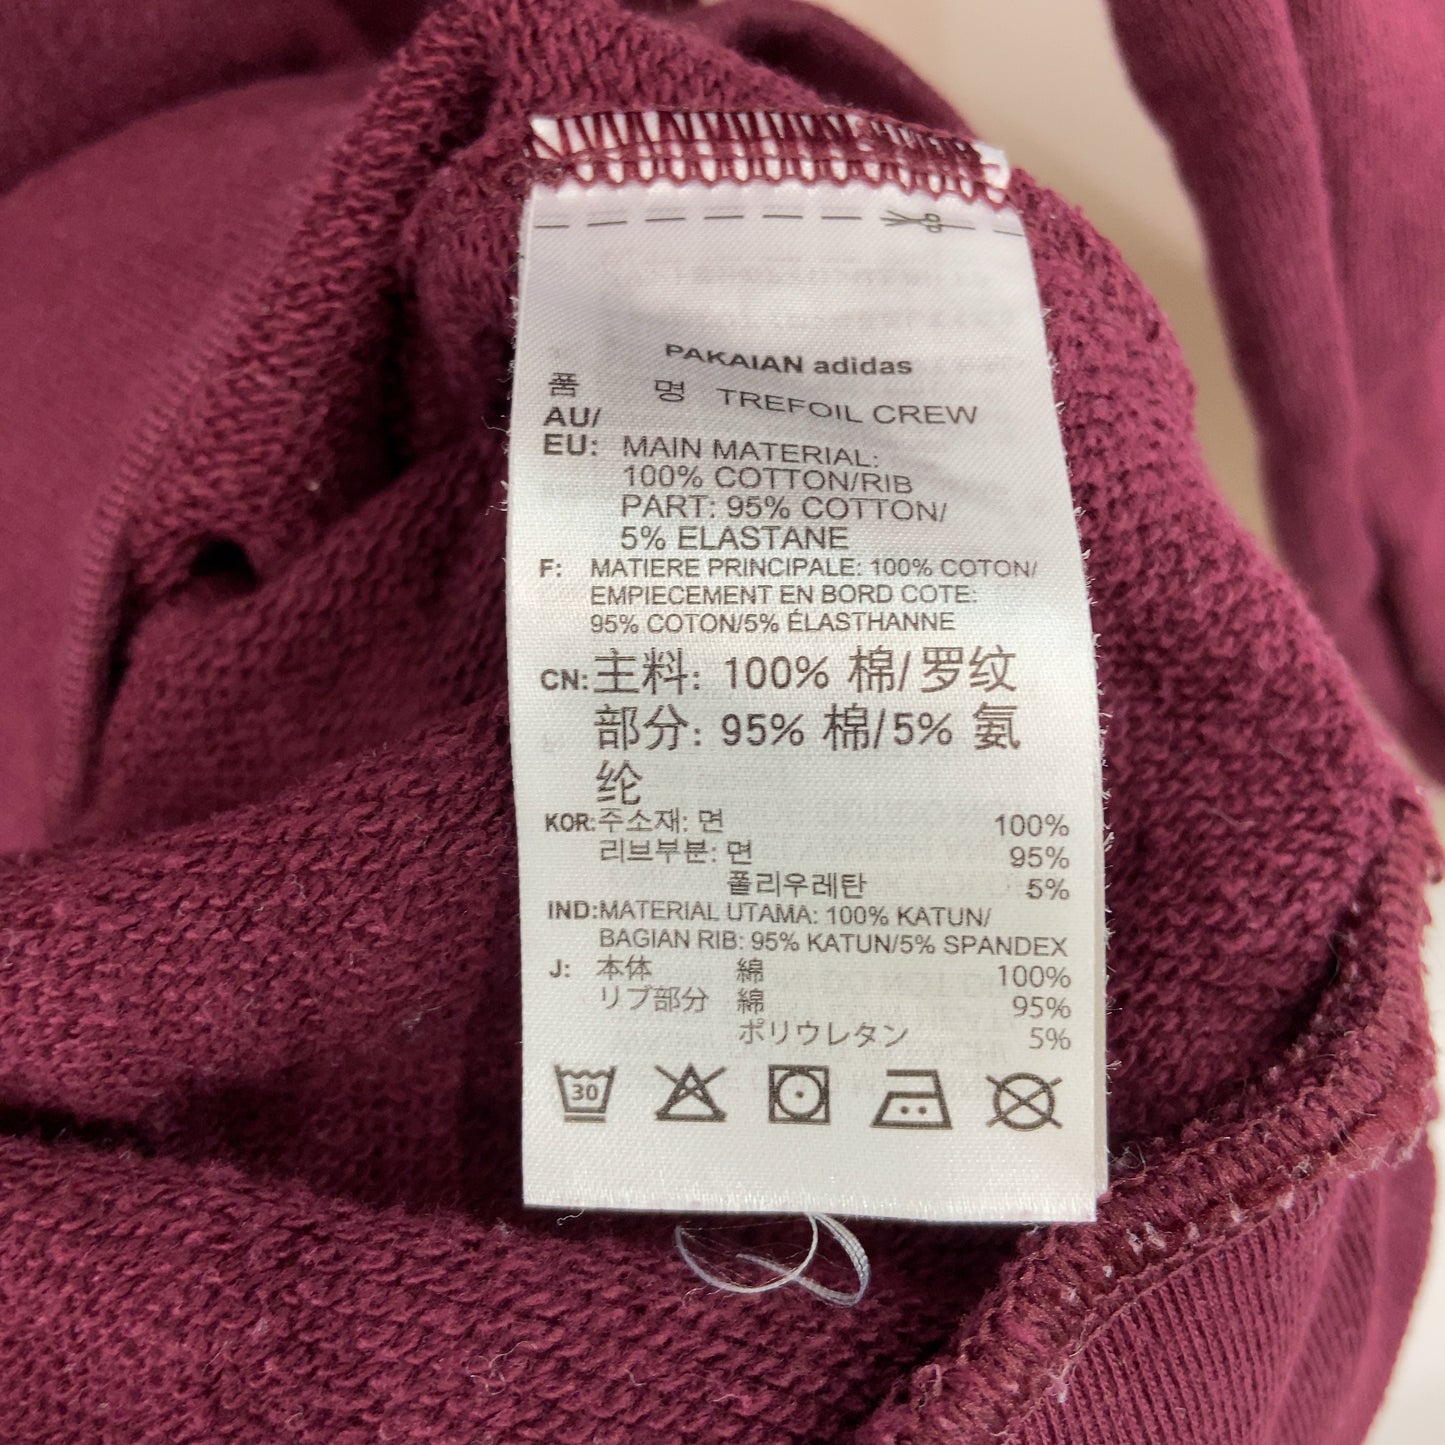 PAKAIAN adidas
품 명 TREFOIL CREW
AU/
EU: MAIN MATERIAL:
100% COTTON/RIB
PART: 95% COTTON/
5% ELASTANE
F: MATIERE PRINCIPALE: 100% COTON/
EMPIECEMENT EN BORD COTE:
95% COTON/5% ÉLASTHANNE
CN: 主料: 100% 棉/罗纹
部分: 95% 棉/5% 氨
纶
KOR: 주소재: 면 100%
리브부분: 면 95%
폴리우레탄 5%
IND: MATERIAL UTAMA: 100% KATUN/
BAGIAN RIB: 95% KATUN/5% SPANDEX
J: 本体 綿 100%
リブ部分 綿 95%
ポリウレタン 5%
30